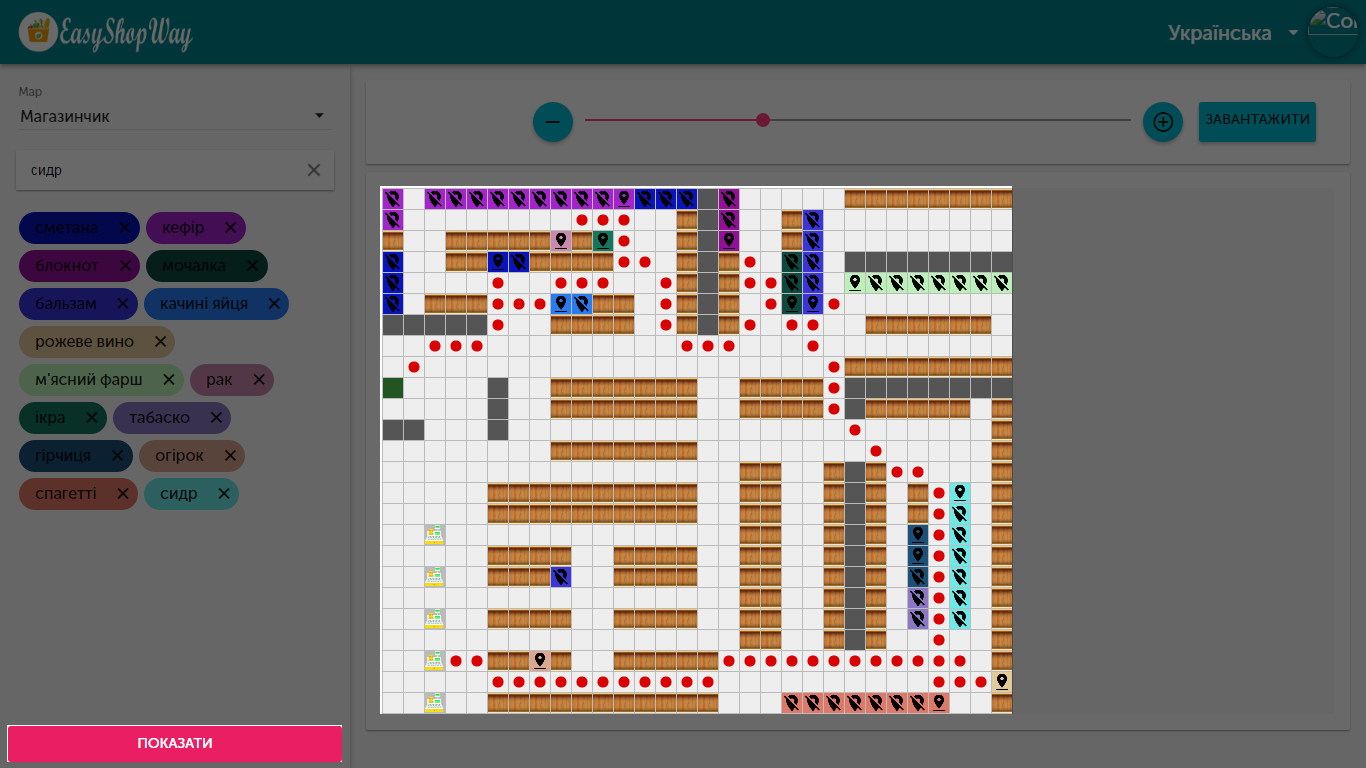 EasyShopWay
Українська
Col
Map
Магазинчик
ЗАВАНТАЖИТИ
сидр
сметана
кефір
блокнот
мочалка
бальзам
качині яйця
рожеве вино
м'ясний фарш
рак
ікра
табаско
гірчиця
огірок
спагетті
сидр
ПОКАЗАТИ